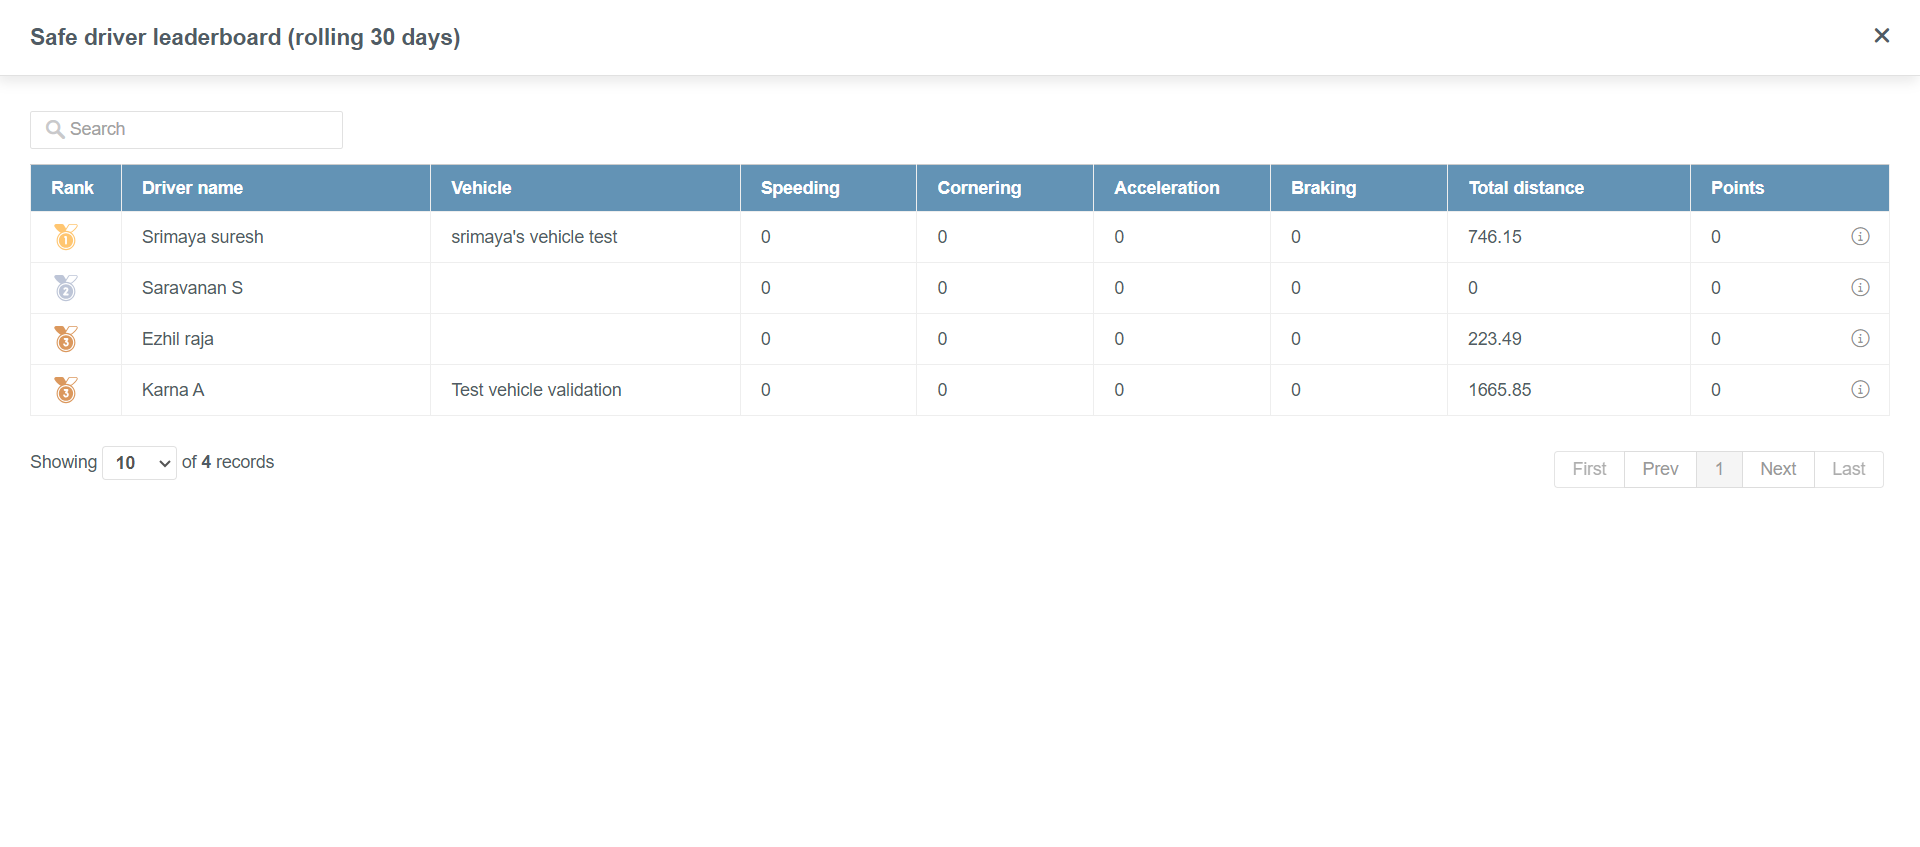 Safe driver leaderboard (rolling 30 days)
Search
Rank Driver name Vehicle Speeding Cornering Acceleration Braking Total distance Points
1 Srimaya suresh srimaya's vehicle test 0 0 0 0 746.15 0
2 Saravanan S 0 0 0 0 0 0
3 Ezhil raja 0 0 0 0 223.49 0
3 Karna A Test vehicle validation 0 0 0 0 1665.85 0
Showing 10 of 4 records
First Prev 1 Next Last